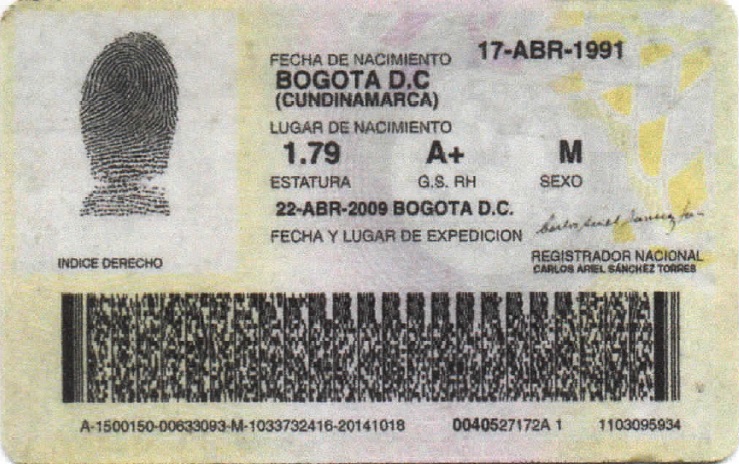 FECHA DE NACIMIENTO 17-ABR-1991
BOGOTA D.C
(CUNDINAMARCA)
LUGAR DE NACIMIENTO
1.79 A+ M
ESTATURA G.S. RH SEXO
22-ABR-2009 BOGOTA D.C.
FECHA Y LUGAR DE EXPEDICION
INDICE DERECHO
REGISTRADOR NACIONAL
CARLOS ARIEL SÁNCHEZ TORRES
A-1500150-00633093-M-1033732416-20141018 0040527172A 1 1103095934